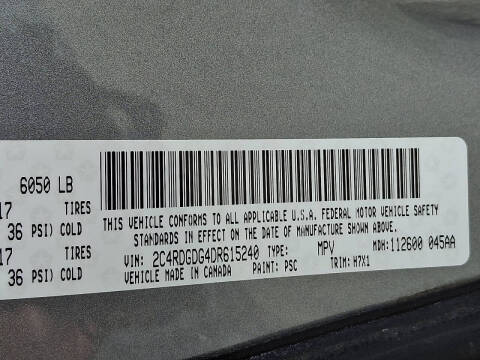 6050 LB
17 TIRES
36 PSI) COLD
17 TIRES
36 PSI) COLD
THIS VEHICLE CONFORMS TO ALL APPLICABLE U.S.A. FEDERAL MOTOR VEHICLE SAFETY
STANDARDS IN EFFECT ON THE DATE OF MANUFACTURE SHOWN ABOVE.
VIN: 2C4RDGDG4DR615240 TYPE: MPV MDH: 112600 045AA
VEHICLE MADE IN CANADA PAINT: PSC TRIM: H7X1